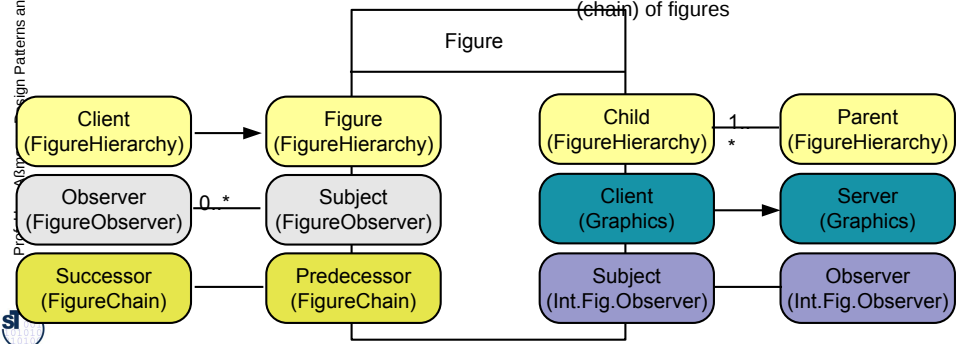 (chain) of figures
Figure
Client
(FigureHierarchy)
Figure
(FigureHierarchy)
Child
(FigureHierarchy)
1..
*
Parent
(FigureHierarchy)
Observer
(FigureObserver)
0..*
Subject
(FigureObserver)
Client
(Graphics)
Server
(Graphics)
Successor
(FigureChain)
Predecessor
(FigureChain)
Subject
(Int.Fig.Observer)
Observer
(Int.Fig.Observer)
Patterns